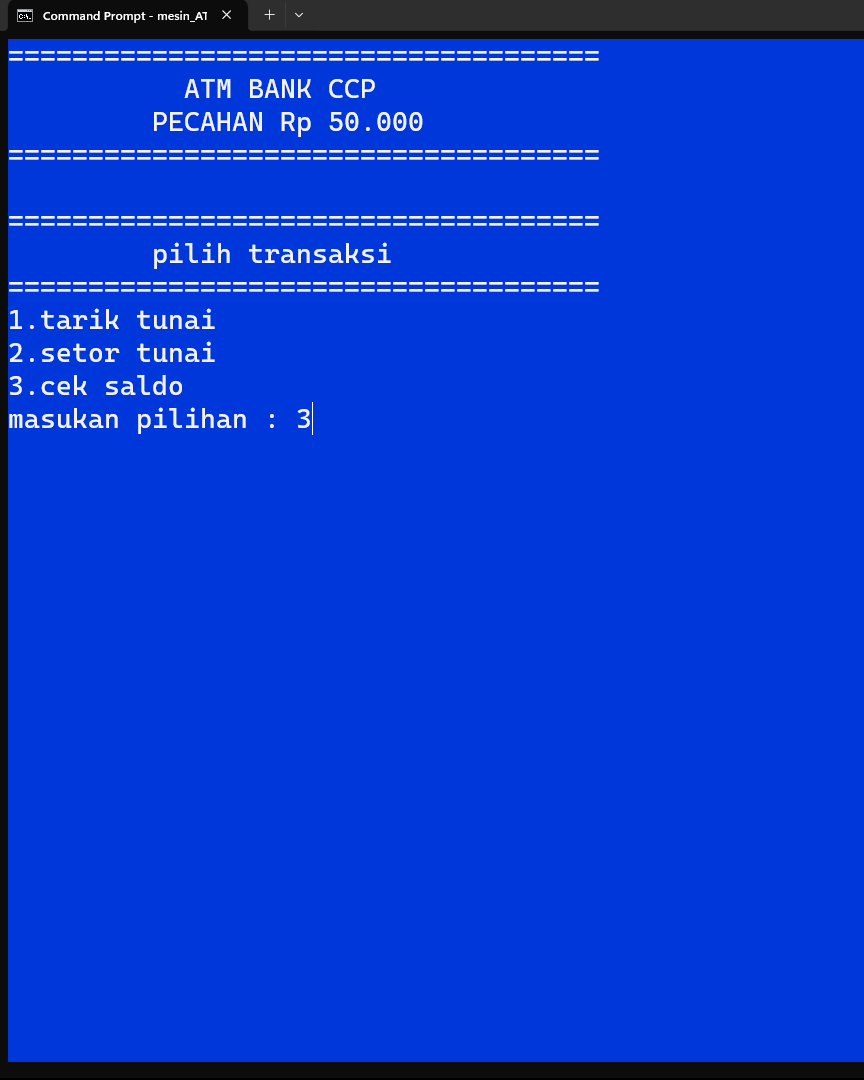 Command Prompt - mesin_AT
=====================================
ATM BANK CCP
PECAHAN Rp 50.000
=====================================
=====================================
pilih transaksi
=====================================
1.tarik tunai
2.setor tunai
3.cek saldo
masukan pilihan : 3